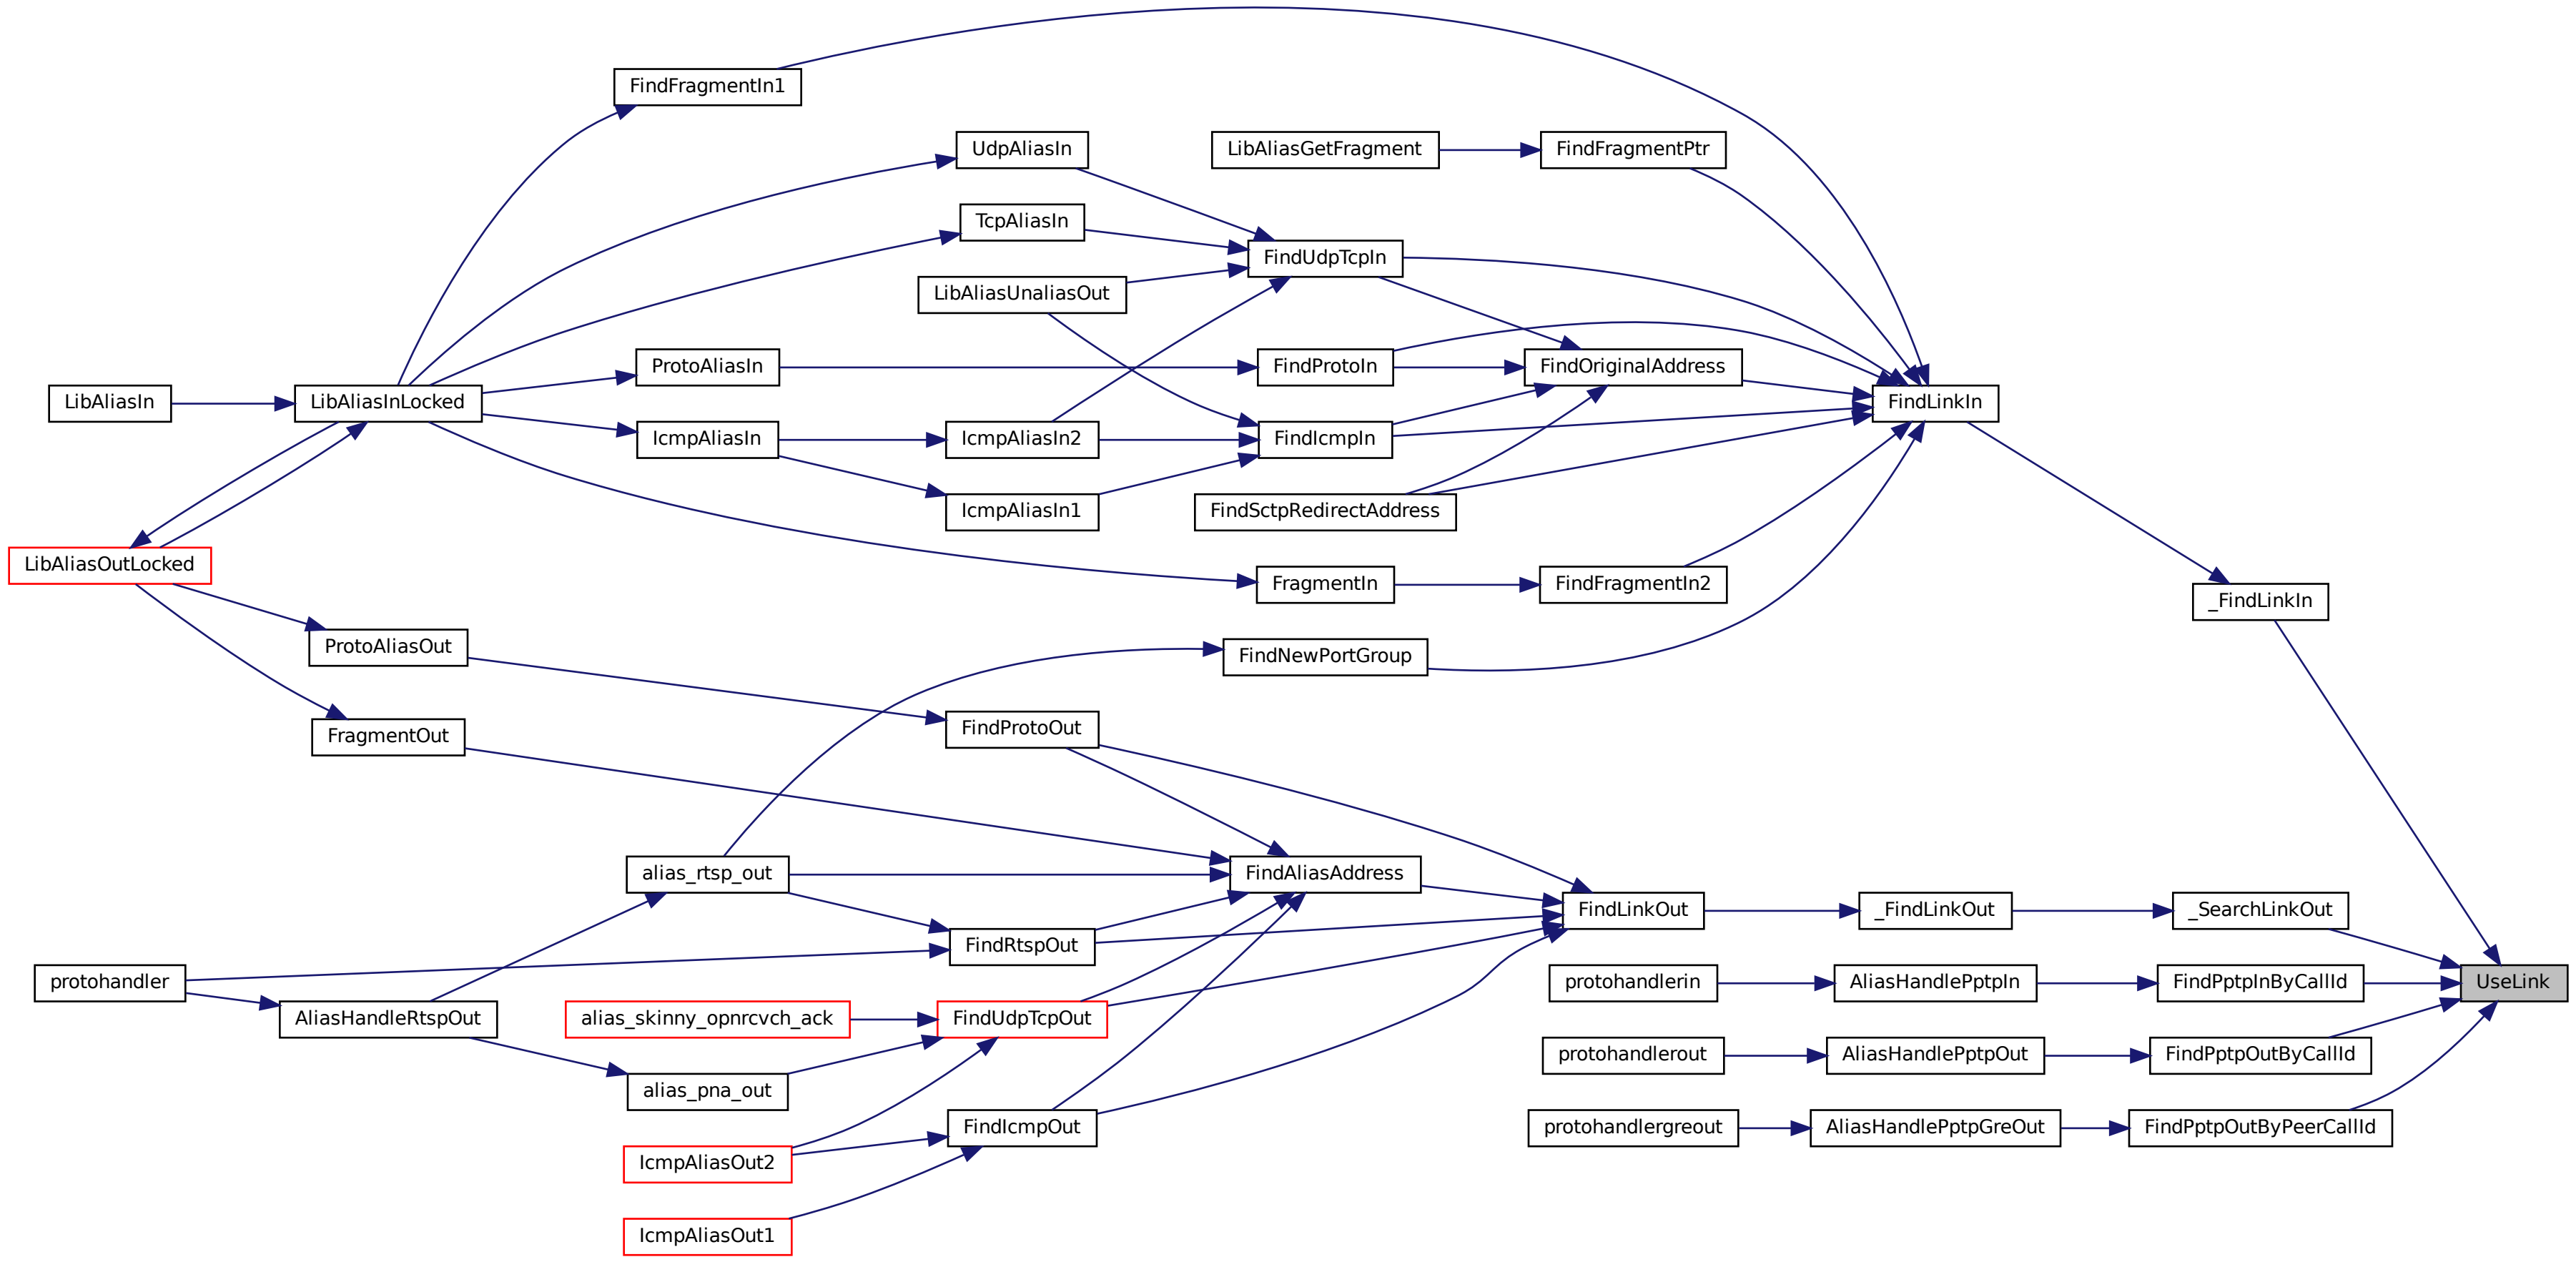 FindFragmentIn1
UdpAliasIn
LibAliasGetFragment
FindFragmentPtr
TcpAliasIn
FindUdpTcpIn
LibAliasUnaliasOut
ProtoAliasIn
FindProtoIn
FindOriginalAddress
LibAliasIn
LibAliasInLocked
FindLinkIn
IcmpAliasIn
IcmpAliasIn2
FindIcmpIn
IcmpAliasIn1
FindSctpRedirectAddress
LibAliasOutLocked
FragmentIn
FindFragmentIn2
_FindLinkIn
ProtoAliasOut
FindNewPortGroup
FragmentOut
FindProtoOut
alias_rtsp_out
FindAliasAddress
FindLinkOut
_FindLinkOut
_SearchLinkOut
FindRtspOut
protohandler
protohandlerin
AliasHandlePptpIn
FindPptpInByCallId
UseLink
AliasHandleRtspOut
alias_skinny_opnrcvch_ack
FindUdpTcpOut
protohandlerout
AliasHandlePptpOut
FindPptpOutByCallId
alias_pna_out
FindIcmpOut
protohandlergreout
AliasHandlePptpGreOut
FindPptpOutByPeerCallId
IcmpAliasOut2
IcmpAliasOut1